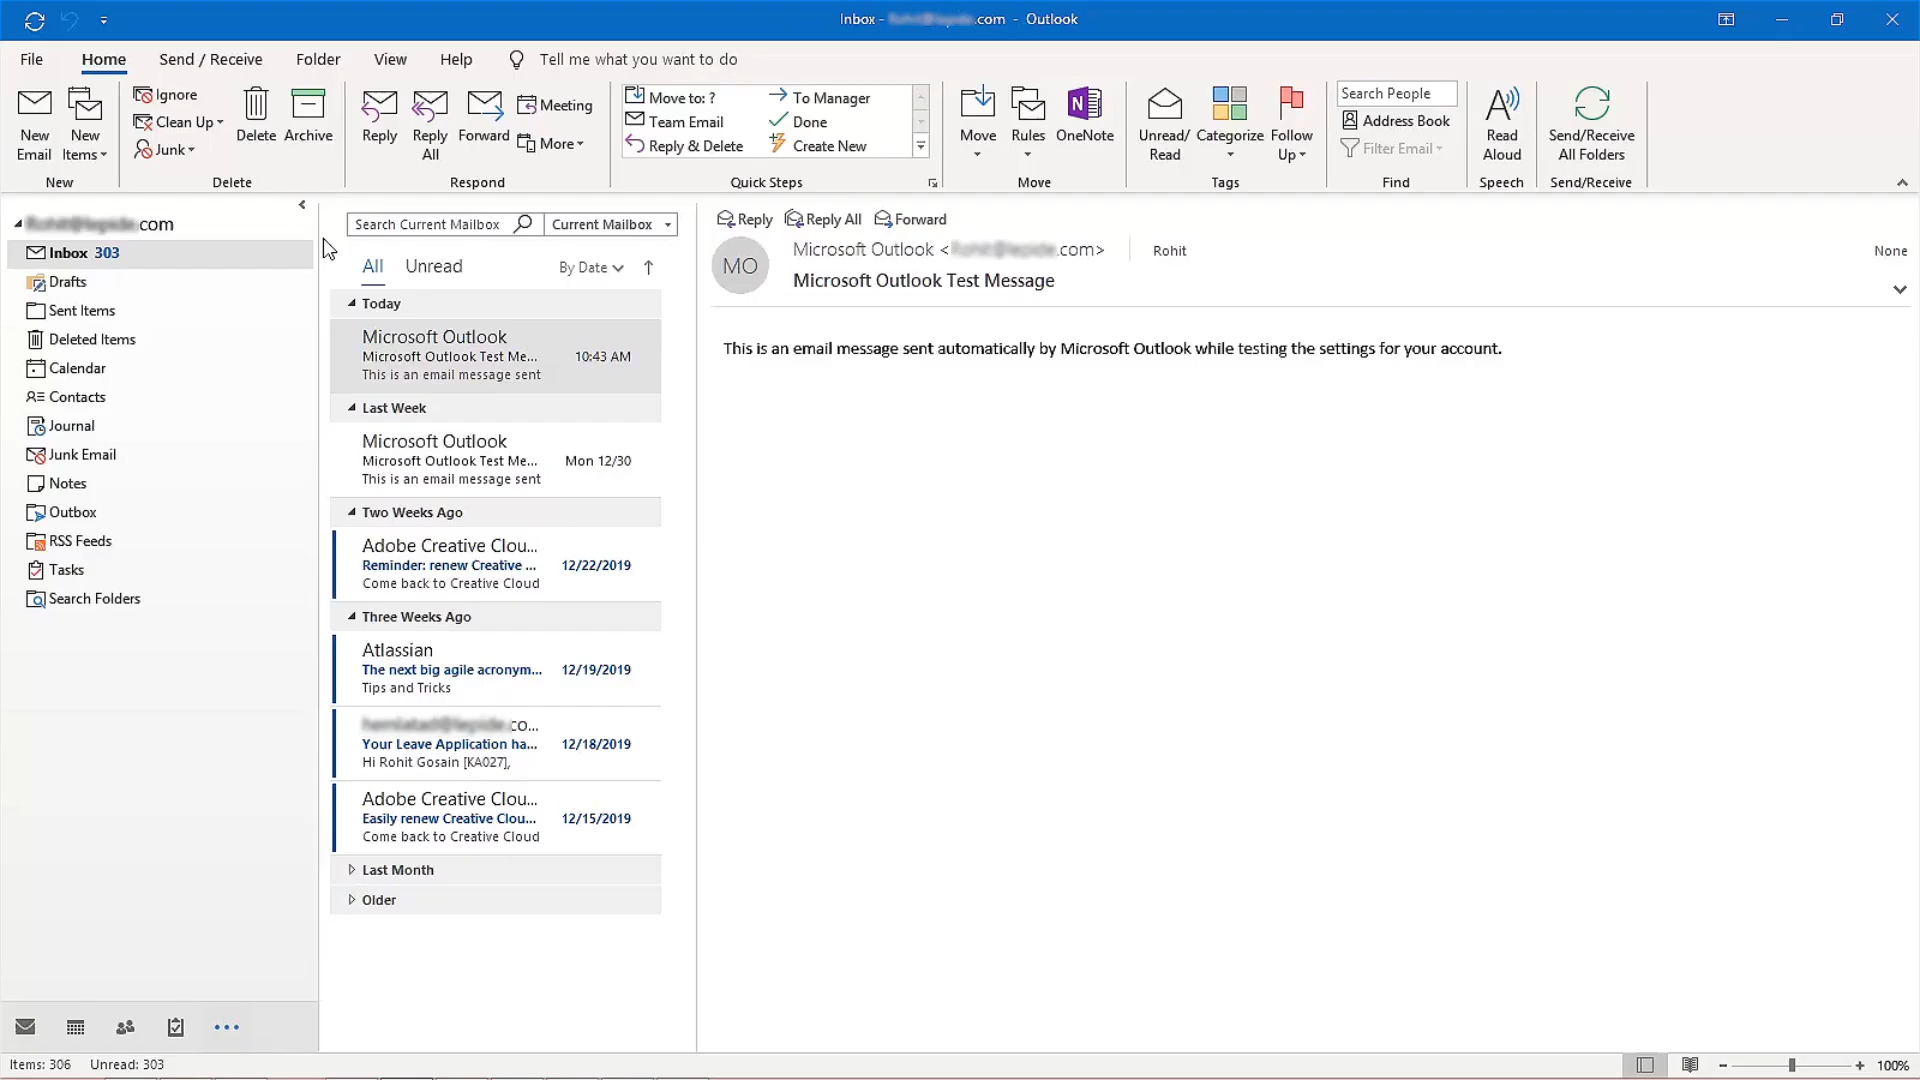 Inbox - .com - Outlook
File Home Send / Receive Folder View Help Tell me what you want to do
New Email
New Items
New
Ignore
Clean Up
Junk
Delete
Archive
Delete
Reply
Reply All
Forward
Meeting
More
Respond
Move to: ?
Team Email
Reply & Delete
To Manager
Done
Create New
Quick Steps
Move
Rules
OneNote
Move
Unread/ Read
Categorize
Follow Up
Tags
Search People
Address Book
Filter Email
Find
Read Aloud
Speech
Send/Receive All Folders
Send/Receive
.com
Inbox 303
Drafts
Sent Items
Deleted Items
Calendar
Contacts
Journal
Junk Email
Notes
Outbox
RSS Feeds
Tasks
Search Folders
Search Current Mailbox Current Mailbox
All Unread By Date
Today
Microsoft Outlook
Microsoft Outlook Test Me... 10:43 AM
This is an email message sent
Last Week
Microsoft Outlook
Microsoft Outlook Test Me... Mon 12/30
This is an email message sent
Two Weeks Ago
Adobe Creative Clou...
Reminder: renew Creative ... 12/22/2019
Come back to Creative Cloud
Three Weeks Ago
Atlassian
The next big agile acronym... 12/19/2019
Tips and Tricks
co...
Your Leave Application ha... 12/18/2019
Hi Rohit Gosain [KA027],
Adobe Creative Clou...
Easily renew Creative Clou... 12/15/2019
Come back to Creative Cloud
Last Month
Older
Reply Reply All Forward
MO
Microsoft Outlook < .com> Rohit
None
Microsoft Outlook Test Message
This is an email message sent automatically by Microsoft Outlook while testing the settings for your account.
Items: 306 Unread: 303
100%